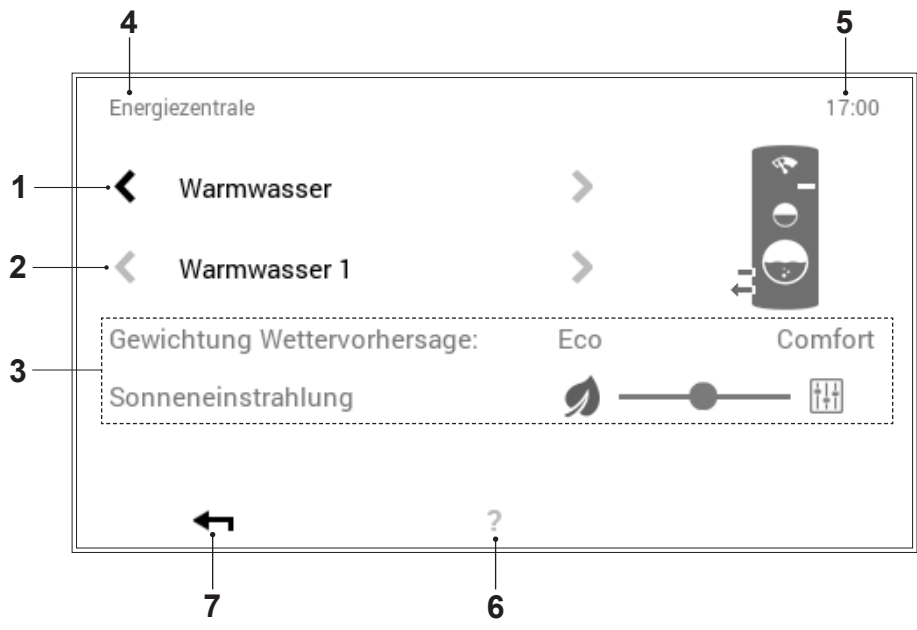 4 5
Energiezentrale 17:00
1 Warmwasser
2 Warmwasser 1
Gewichtung Wettervorhersage: Eco Comfort
3
Sonneneinstrahlung
?
7 6